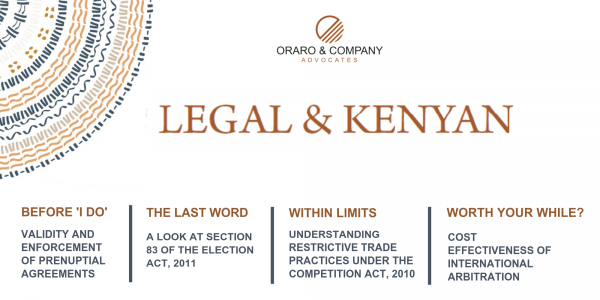 ORARO & COMPANY
ADVOCATES
LEGAL & KENYAN
BEFORE 'I DO'
VALIDITY AND
ENFORCEMENT
OF PRENUPTIAL
AGREEMENTS
THE LAST WORD
A LOOK AT SECTION
83 OF THE ELECTION
ACT, 2011
WITHIN LIMITS
UNDERSTANDING
RESTRICTIVE TRADE
PRACTICES UNDER THE
COMPETITION ACT, 2010
WORTH YOUR WHILE?
COST
EFFECTIVENESS OF
INTERNATIONAL
ARBITRATION